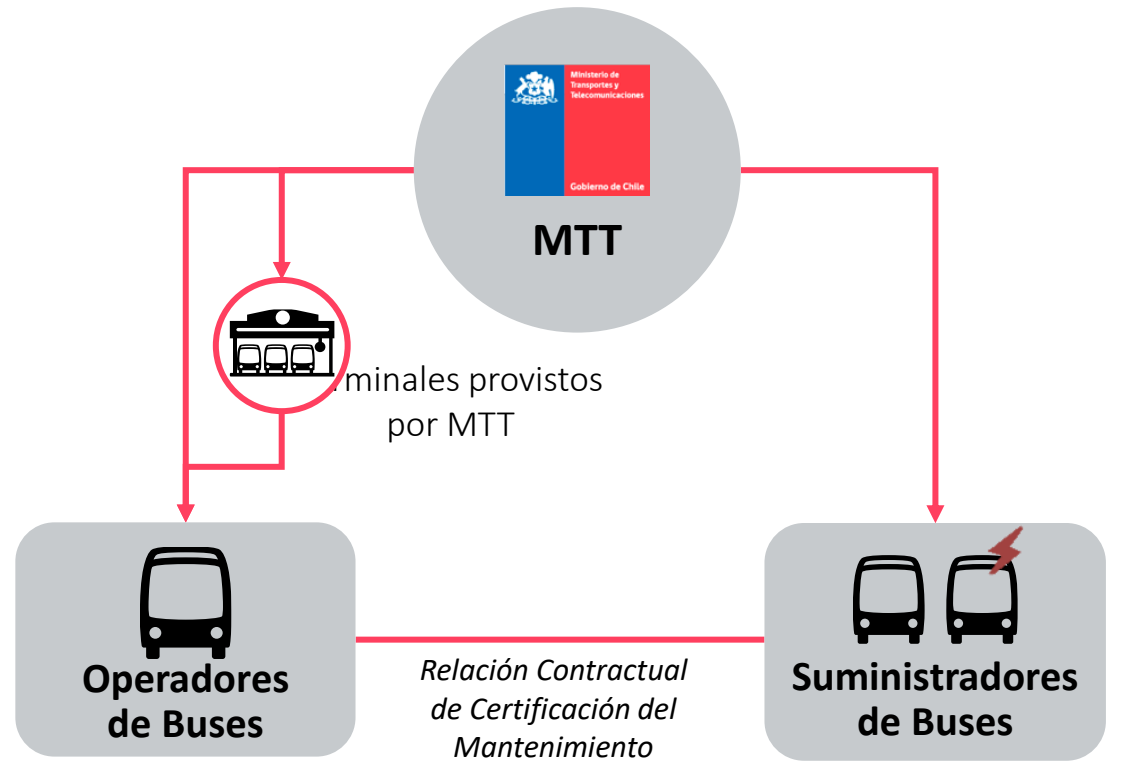 Ministerio de
Transportes y
Telecomunicaciones
Gobierno de Chile
MTT
minales provistos
por MTT
Operadores
de Buses
Relación Contractual
de Certificación del
Mantenimiento
Suministradores
de Buses